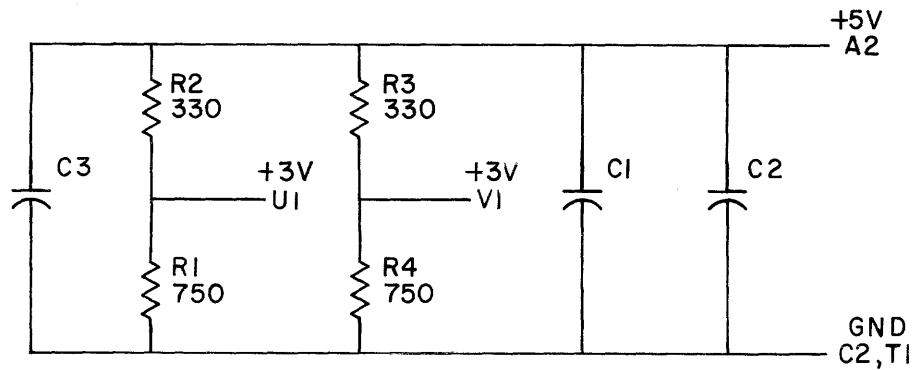 +5V
A2
R2
330
R3
330
C3
+3V
U1
+3V
V1
C1
C2
R1
750
R4
750
GND
C2,T1